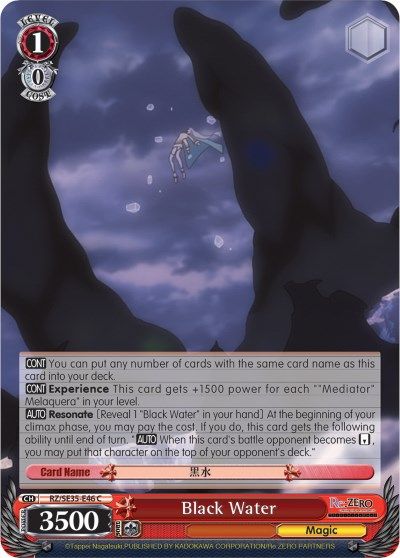 LEVEL
1
0
COST
CONT You can put any number of cards with the same card name as this
card into your deck.
CONT Experience This card gets +1500 power for each ""Mediator"
Melaquera" in your level.
AUTO Resonate [Reveal 1 "Black Water" in your hand] At the beginning of your
climax phase, you may pay the cost. If you do, this card gets the following
ability until end of turn. "AUTO When this card's battle opponent becomes , you may put that character on the top of your opponent's deck."
Card Name 黒水
CH RZ/SE35-E46 C
POWER 3500 SOUL Black Water Re:ZERO
Magic
©Tappei Nagatsuki,PUBLISHED BY KADOKAWA CORPORATION/Re:ZERO PARTNERS